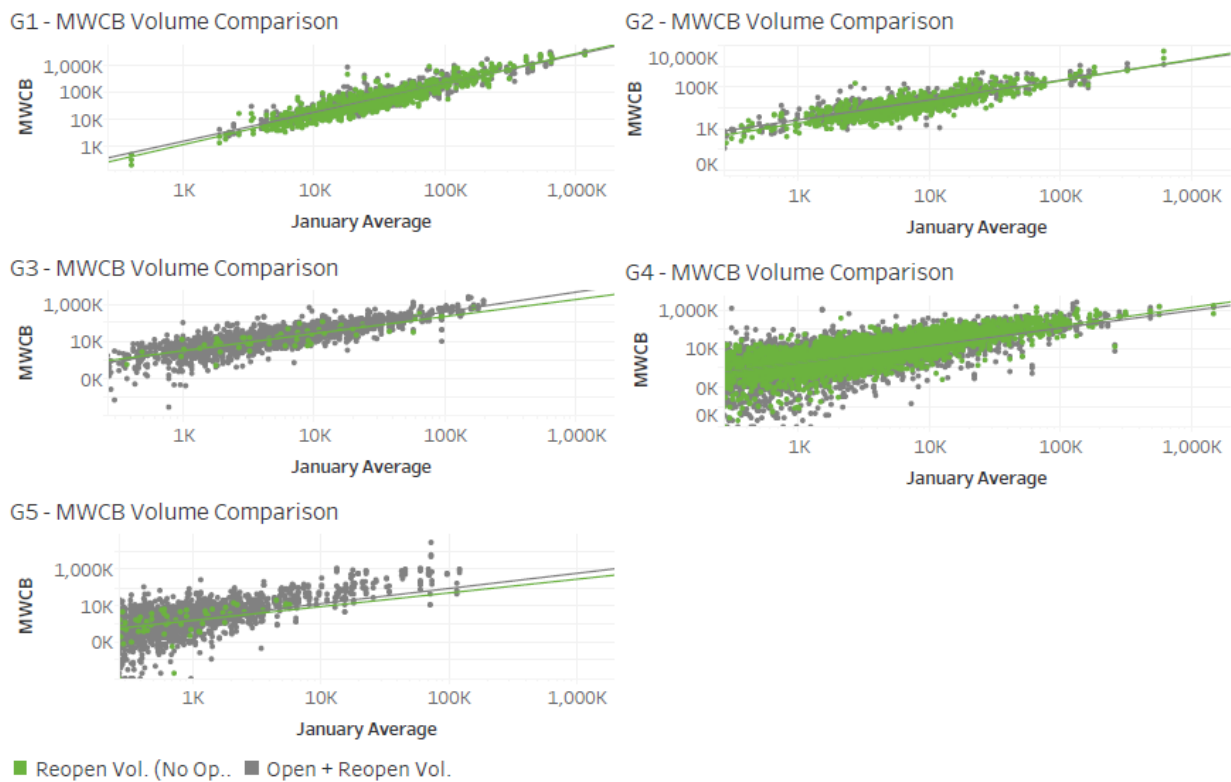 G1 - MWCB Volume Comparison
1,000K
100K
10K
1K
MWCB
1K 10K 100K 1,000K
January Average
G2 - MWCB Volume Comparison
10,000K
100K
1K
0K
MWCB
1K 10K 100K 1,000K
January Average
G3 - MWCB Volume Comparison
1,000K
10K
0K
MWCB
1K 10K 100K 1,000K
January Average
G4 - MWCB Volume Comparison
1,000K
10K
0K
0K
MWCB
1K 10K 100K 1,000K
January Average
G5 - MWCB Volume Comparison
1,000K
10K
0K
MWCB
1K 10K 100K 1,000K
January Average
Reopen Vol. (No Op.. Open + Reopen Vol.